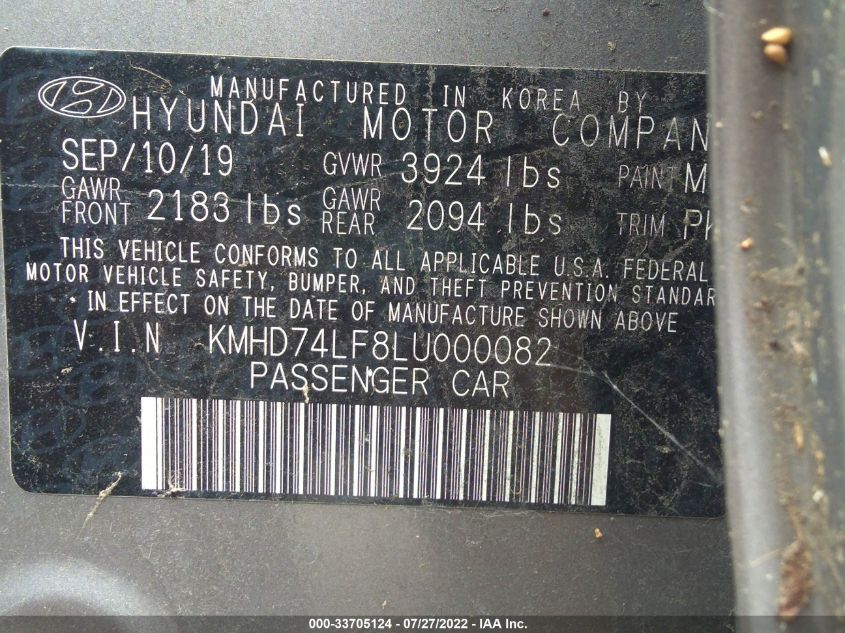 MANUFACTURED IN KOREA BY
HYUNDAI MOTOR COMPAN
SEP/10/19 GVWR 3924 lbs PAINT M
GAWR FRONT 2183 lbs GAWR REAR 2094 lbs TRIM
THIS VEHICLE CONFORMS TO ALL APPLICABLE U.S.A. FEDERAL
MOTOR VEHICLE SAFETY, BUMPER, AND THEFT PREVENTION STANDAR
IN EFFECT ON THE DATE OF MANUFACTURE SHOWN ABOVE
V.I.N KMHD74LF8LU000082
PASSENGER CAR
000-33705124 - 07/27/2022 - IAA Inc.